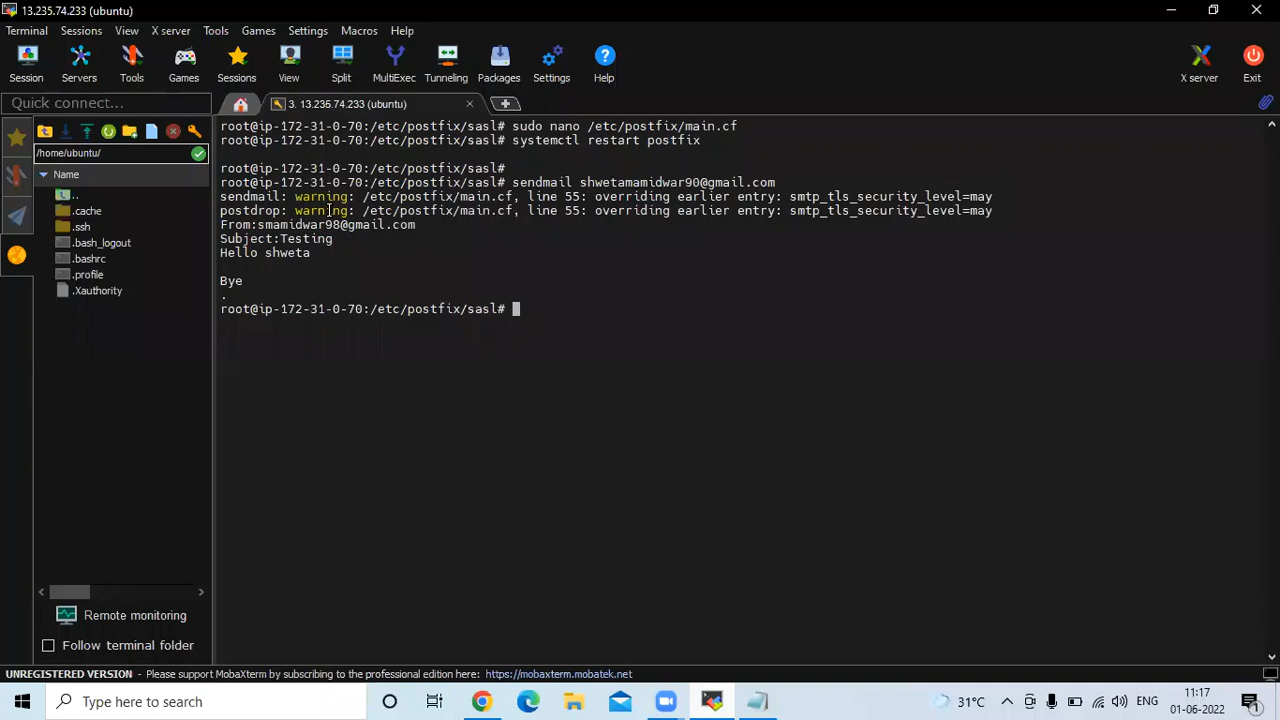 13.235.74.233 (ubuntu)
Terminal Sessions View X server Tools Games Settings Macros Help
Session Servers Tools Games Sessions View Split MultiExec Tunneling Packages Settings Help X server Exit
Quick connect...
3. 13.235.74.233 (ubuntu)
/home/ubuntu/
Name
..
.cache
.ssh
.bash_logout
.bashrc
.profile
.Xauthority
Remote monitoring
Follow terminal folder
root@ip-172-31-0-70:/etc/postfix/sasl# sudo nano /etc/postfix/main.cf
root@ip-172-31-0-70:/etc/postfix/sasl# systemctl restart postfix
root@ip-172-31-0-70:/etc/postfix/sasl#
root@ip-172-31-0-70:/etc/postfix/sasl# sendmail shwetamamidwar90@gmail.com
sendmail: warning: /etc/postfix/main.cf, line 55: overriding earlier entry: smtp_tls_security_level=may
postdrop: warning: /etc/postfix/main.cf, line 55: overriding earlier entry: smtp_tls_security_level=may
From:smamidwar98@gmail.com
Subject:Testing
Hello shweta
Bye
.
root@ip-172-31-0-70:/etc/postfix/sasl#
UNREGISTERED VERSION - Please support MobaXterm by subscribing to the professional edition here: https://mobaxterm.mobatek.net
Type here to search
31°C
ENG
11:17
01-06-2022
1